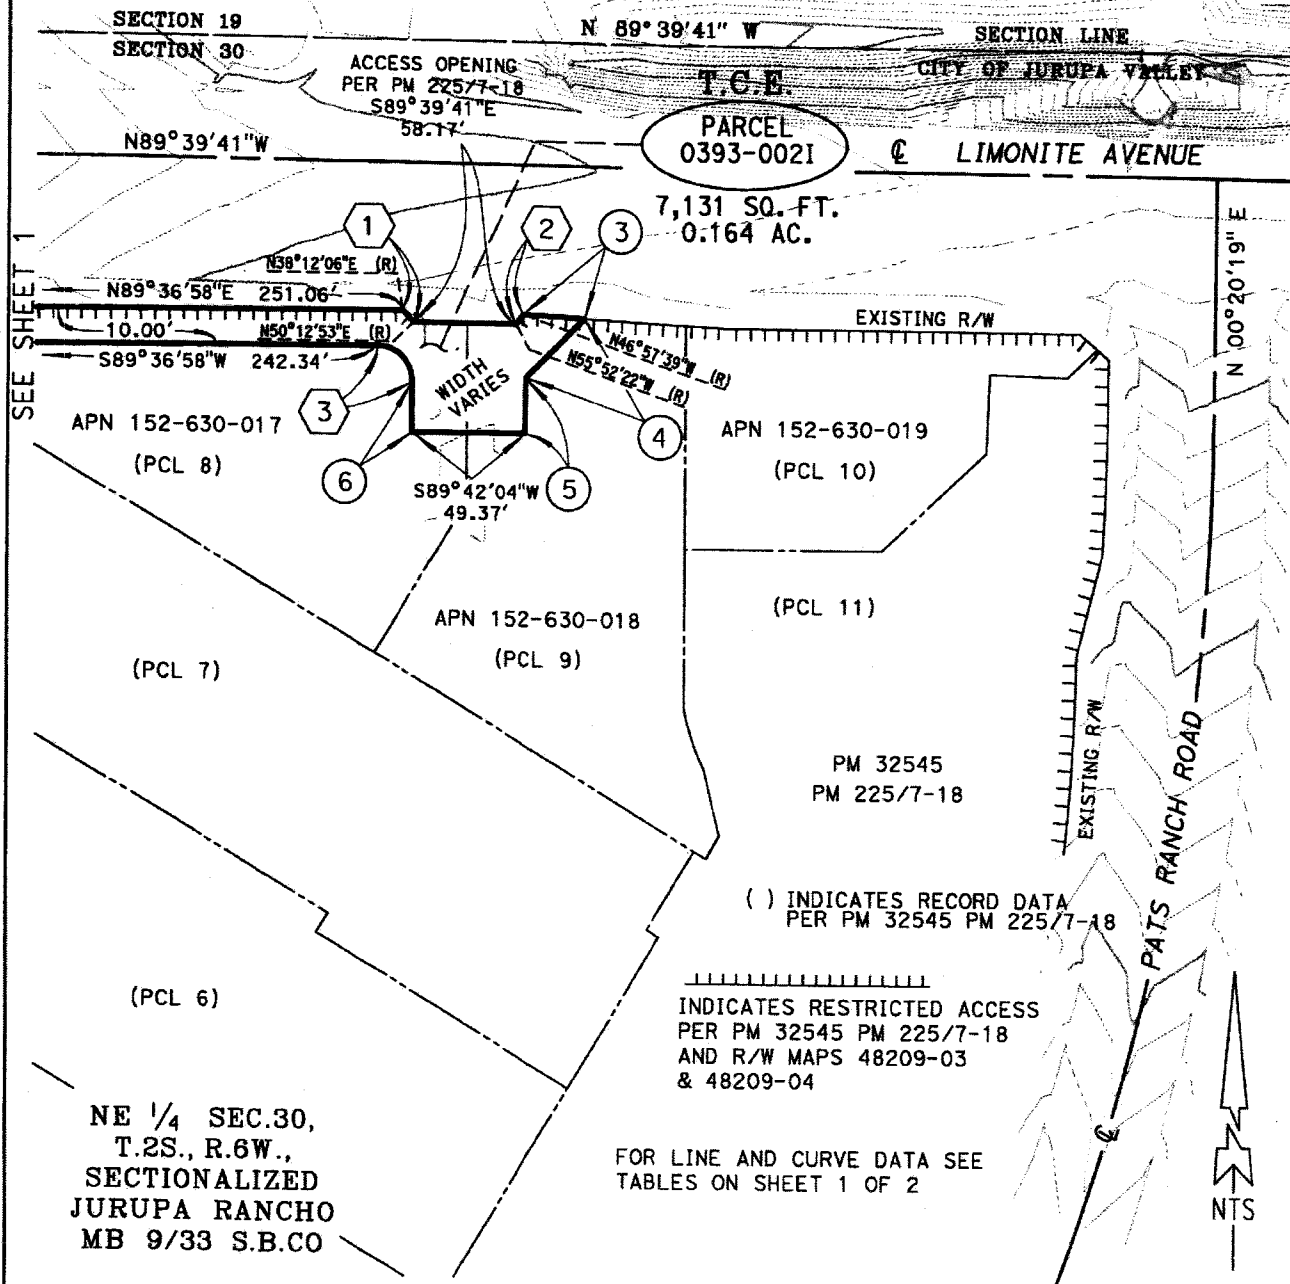 SECTION 19
SECTION 30
N 89°39'41" W
SECTION LINE
CITY OF JURUPA VALLEY
ACCESS OPENING
PER PM 225/7-18
S89°39'41"E
58.17'
T.C.E.
PARCEL
0393-002I
7,131 SQ. FT.
0.164 AC.
N89°39'41"W
℄ LIMONITE AVENUE
N 00°20'19" E
SEE SHEET 1
1
2
3
N38°12'06"E (R)
N89°36'58"E 251.06'
10.00'
N50°12'53"E (R)
S89°36'58"W 242.34'
EXISTING R/W
N46°57'39"W (R)
N55°52'22"W (R)
WIDTH
VARIES
3
4
5
6
S89°42'04"W
49.37'
APN 152-630-017
(PCL 8)
APN 152-630-019
(PCL 10)
APN 152-630-018
(PCL 9)
(PCL 11)
(PCL 7)
PM 32545
PM 225/7-18
EXISTING R/W
PATS RANCH ROAD
℄
( ) INDICATES RECORD DATA
PER PM 32545 PM 225/7-18
(PCL 6)
INDICATES RESTRICTED ACCESS
PER PM 32545 PM 225/7-18
AND R/W MAPS 48209-03
& 48209-04
NE 1/4 SEC.30,
T.2S., R.6W.,
SECTIONALIZED
JURUPA RANCHO
MB 9/33 S.B.CO
FOR LINE AND CURVE DATA SEE
TABLES ON SHEET 1 OF 2
NTS